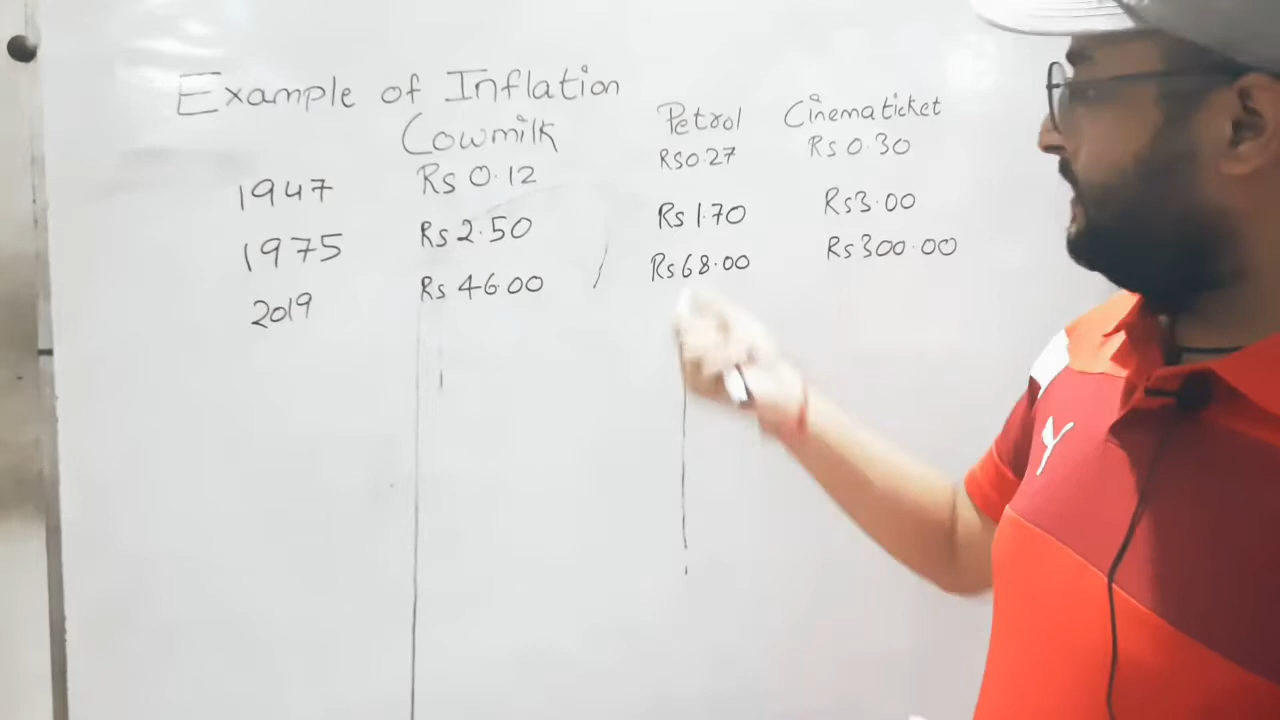 Example of Inflation
Cowmilk Petrol Cinematicket
1947 Rs 0.12 Rs0.27 Rs 0.30
1975 Rs 2.50 Rs 1.70 Rs3.00
2019 Rs 46.00 Rs68.00 Rs300.00